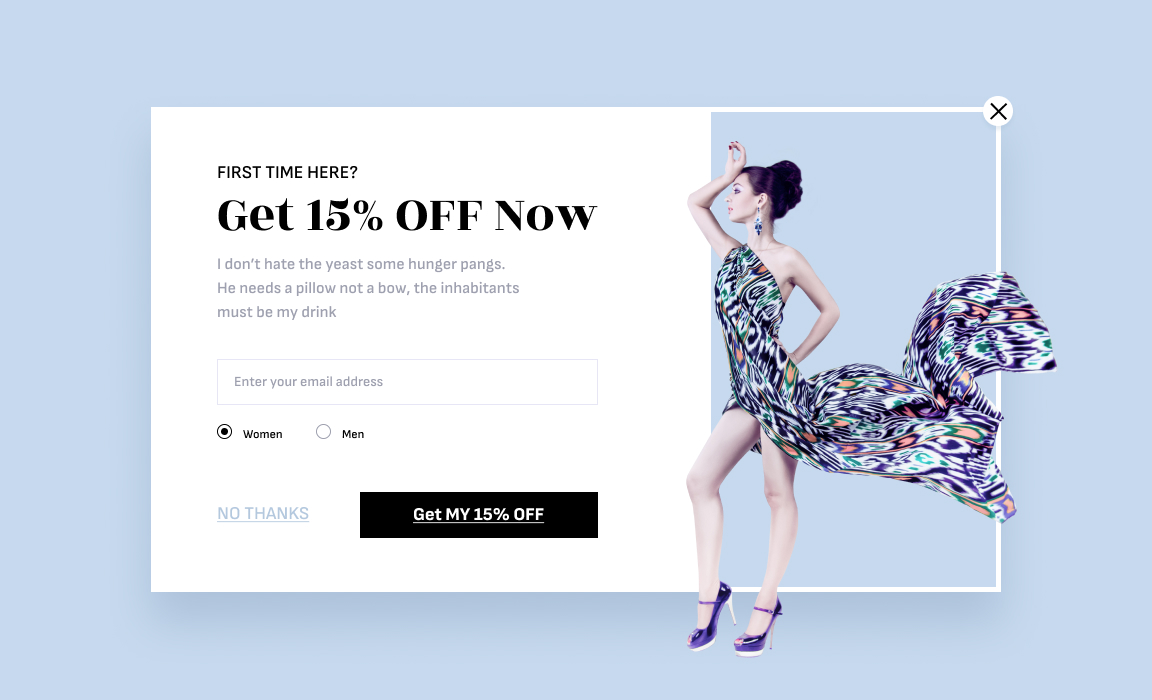 FIRST TIME HERE?
Get 15% OFF Now
I don’t hate the yeast some hunger pangs.
He needs a pillow not a bow, the inhabitants
must be my drink
Enter your email address
Women
Men
NO THANKS
Get MY 15% OFF